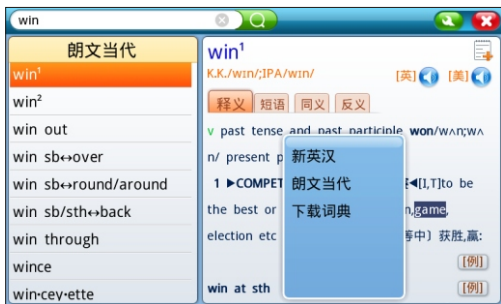 win
朗文当代
win¹
win²
win out
win sb↔over
win sb↔round/around
win sb/sth↔back
win through
wince
win·cey·ette
win¹
K.K./wɪn/;IPA/wɪn/
[英] [美]
释义 短语 同义 反义
v past tense and past participle won/wʌn;wʌ
n/ present p
1 ►COMPET ◄[I,T]to be
the best or n,game,
election etc 等中〕获胜,赢:
[例]
win at sth [例]
新英汉
朗文当代
下载词典